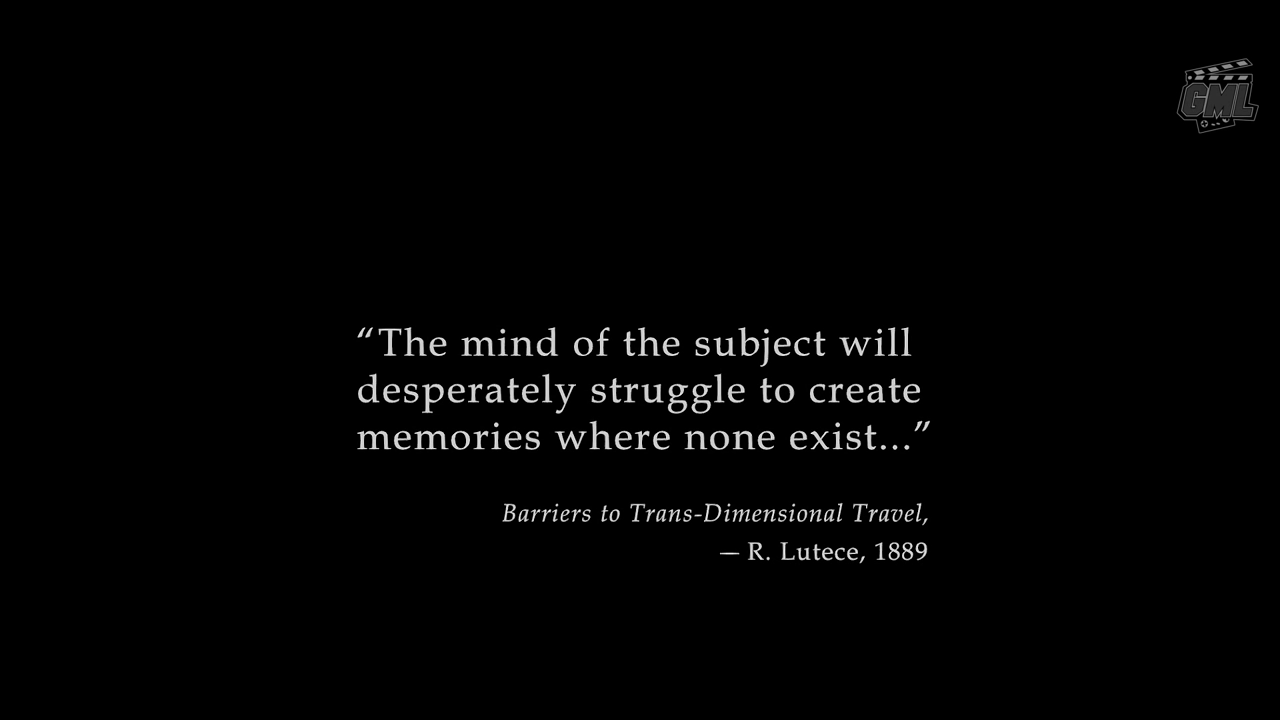 GML
“The mind of the subject will
desperately struggle to create
memories where none exist...”
Barriers to Trans-Dimensional Travel,
— R. Lutece, 1889